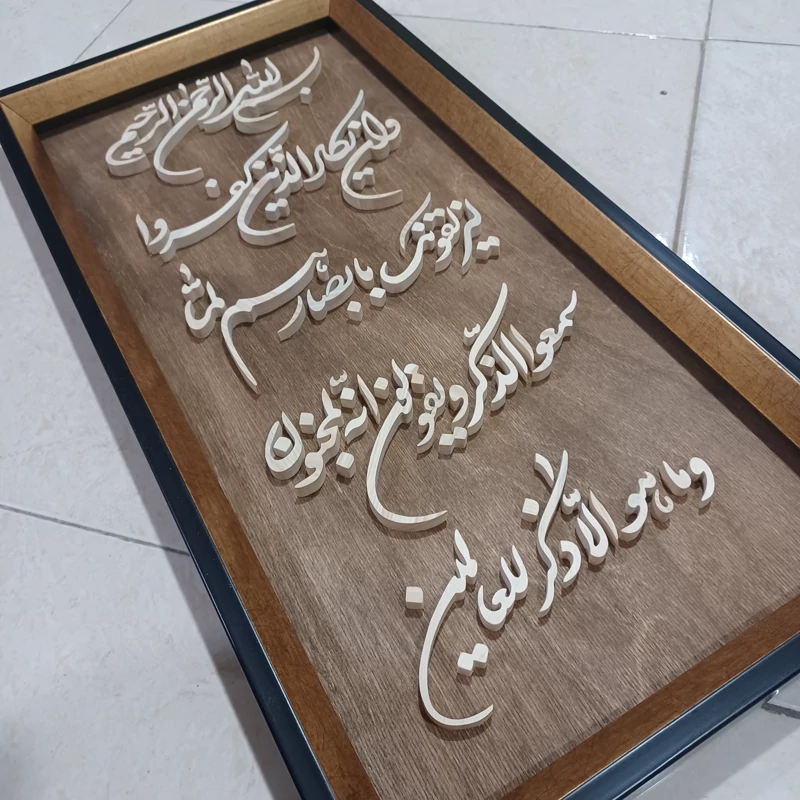 بسم الله الرحمن الرحيم
وان يكاد الذين كفروا
ليزلقونك بابصارهم لما
سمعوا الذكر ويقولون انه لمجنون
وما هو الا ذكر للعالمين